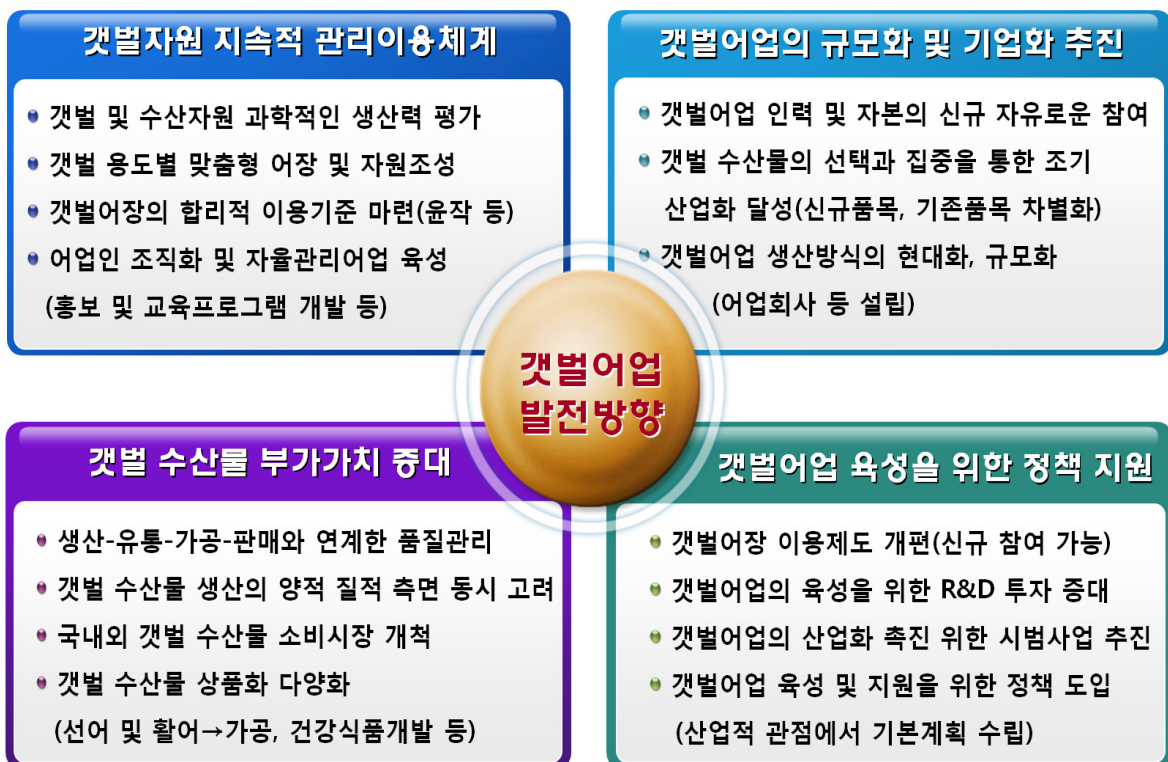 갯벌자원 지속적 관리이용체계
• 갯벌 및 수산자원 과학적인 생산력 평가
• 갯벌 용도별 맞춤형 어장 및 자원조성
• 갯벌어장의 합리적 이용기준 마련(윤작 등)
• 어업인 조직화 및 자율관리어업 육성
(홍보 및 교육프로그램 개발 등)
갯벌어업의 규모화 및 기업화 추진
• 갯벌어업 인력 및 자본의 신규 자유로운 참여
• 갯벌 수산물의 선택과 집중을 통한 조기
산업화 달성(신규품목, 기존품목 차별화)
• 갯벌어업 생산방식의 현대화, 규모화
(어업회사 등 설립)
갯벌어업
발전방향
갯벌 수산물 부가가치 증대
• 생산-유통-가공-판매와 연계한 품질관리
• 갯벌 수산물 생산의 양적 질적 측면 동시 고려
• 국내외 갯벌 수산물 소비시장 개척
• 갯벌 수산물 상품화 다양화
(선어 및 활어→가공, 건강식품개발 등)
갯벌어업 육성을 위한 정책 지원
• 갯벌어장 이용제도 개편(신규 참여 가능)
• 갯벌어업의 육성을 위한 R&D 투자 증대
• 갯벌어업의 산업화 촉진 위한 시범사업 추진
• 갯벌어업 육성 및 지원을 위한 정책 도입
(산업적 관점에서 기본계획 수립)